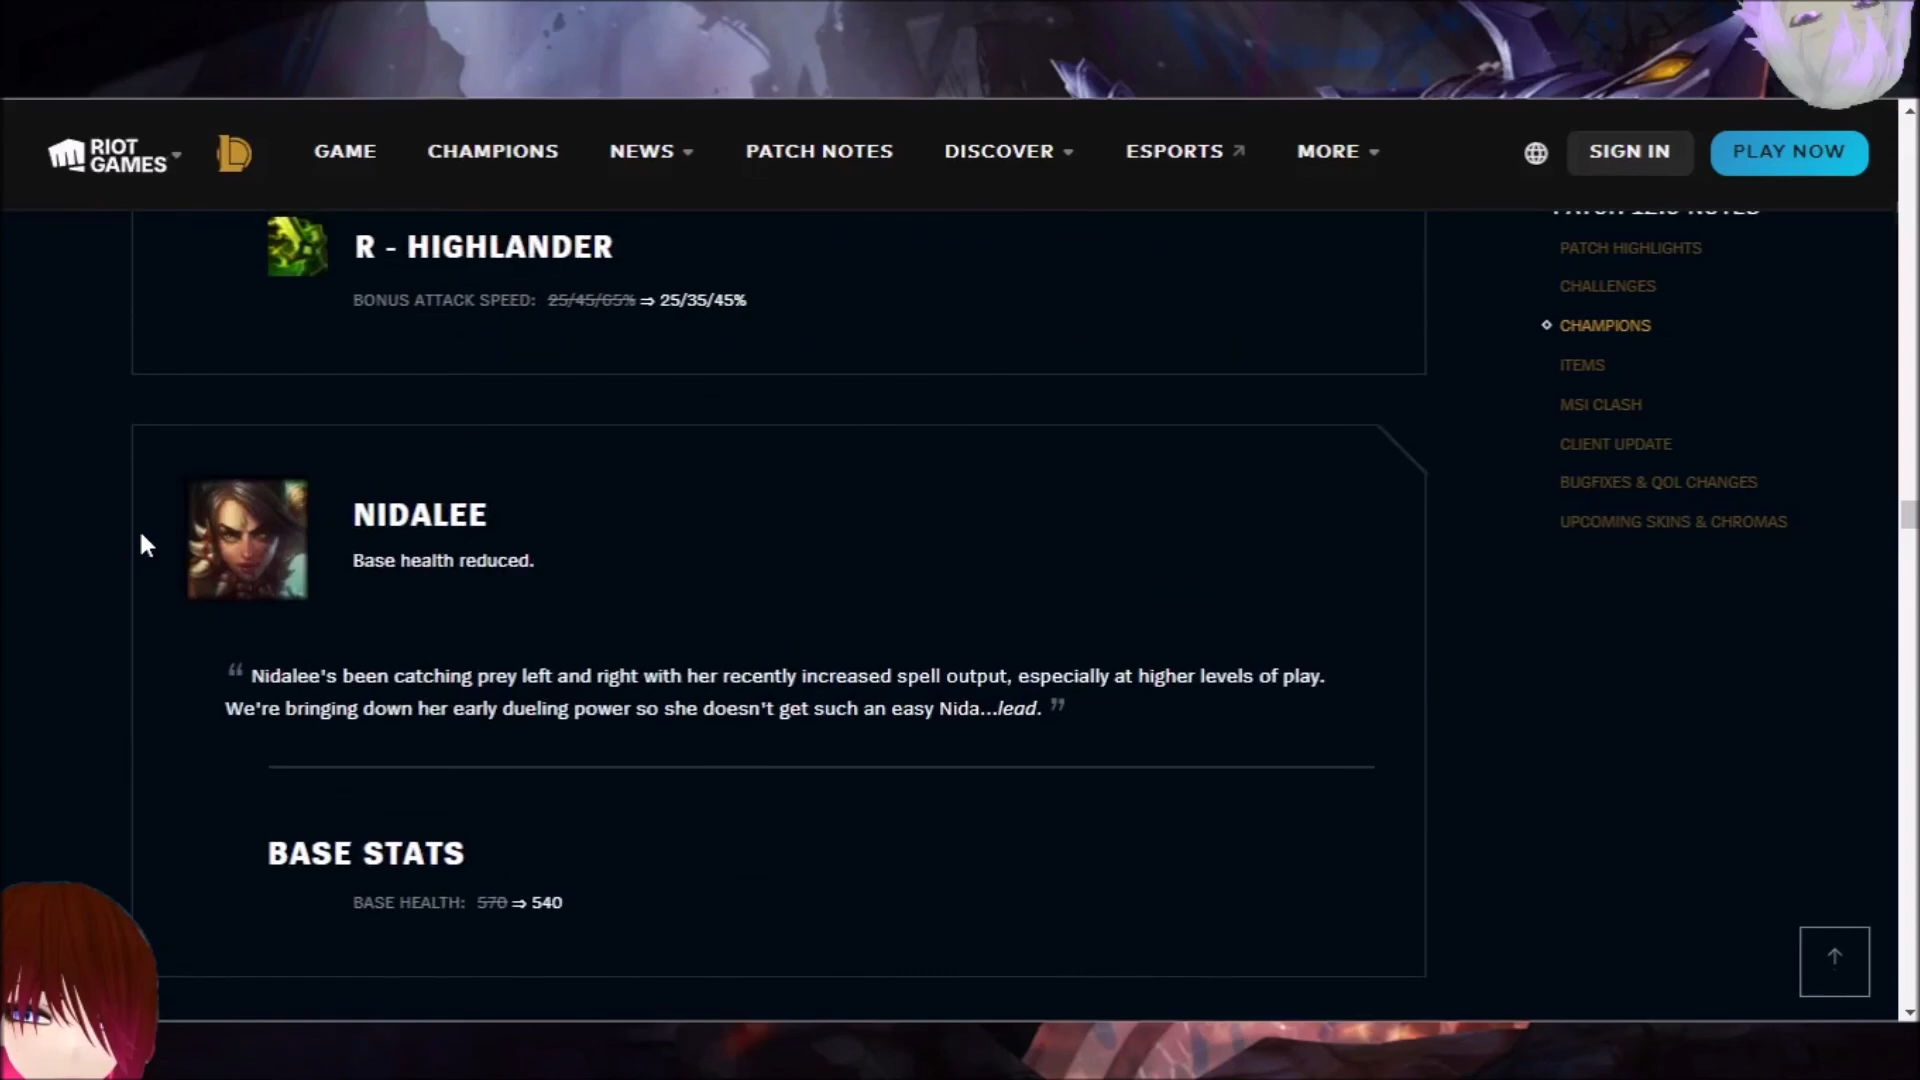 RIOT GAMES
GAME
CHAMPIONS
NEWS
PATCH NOTES
DISCOVER
ESPORTS
MORE
SIGN IN
PLAY NOW
R - HIGHLANDER
BONUS ATTACK SPEED: 25/45/65% ⇒ 25/35/45%
NIDALEE
Base health reduced.
“ Nidalee's been catching prey left and right with her recently increased spell output, especially at higher levels of play.
We're bringing down her early dueling power so she doesn't get such an easy Nida...lead. ”
BASE STATS
BASE HEALTH: 570 ⇒ 540
PATCH HIGHLIGHTS
CHALLENGES
CHAMPIONS
ITEMS
MSI CLASH
CLIENT UPDATE
BUGFIXES & QOL CHANGES
UPCOMING SKINS & CHROMAS